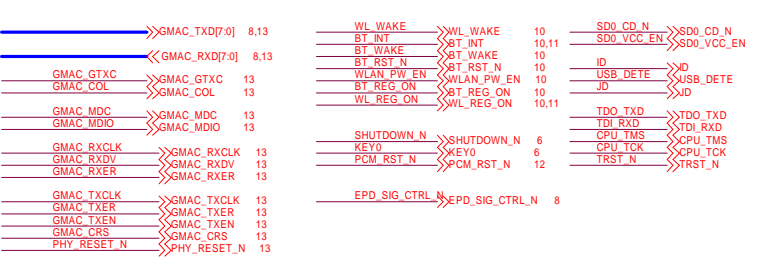 GMAC_TXD[7:0] 8,13
GMAC_RXD[7:0] 8,13
GMAC_GTXC GMAC_GTXC 13
GMAC_COL GMAC_COL 13
GMAC_MDC GMAC_MDC 13
GMAC_MDIO GMAC_MDIO 13
GMAC_RXCLK GMAC_RXCLK 13
GMAC_RXDV GMAC_RXDV 13
GMAC_RXER GMAC_RXER 13
GMAC_TXCLK GMAC_TXCLK 13
GMAC_TXER GMAC_TXER 13
GMAC_TXEN GMAC_TXEN 13
GMAC_CRS GMAC_CRS 13
PHY_RESET_N PHY_RESET_N 13
WL_WAKE WL_WAKE 10
BT_INT BT_INT 10,11
BT_WAKE BT_WAKE 10
BT_RST_N BT_RST_N 10
WLAN_PW_EN WLAN_PW_EN 10
BT_REG_ON BT_REG_ON 10
WL_REG_ON WL_REG_ON 10,11
SHUTDOWN_N SHUTDOWN_N 6
KEY0 KEY0 6
PCM_RST_N PCM_RST_N 12
EPD_SIG_CTRL_N EPD_SIG_CTRL_N 8
SD0_CD_N SD0_CD_N
SD0_VCC_EN SD0_VCC_EN
ID ID
USB_DETE USB_DETE
JD JD
TDO_TXD TDO_TXD
TDI_RXD TDI_RXD
CPU_TMS CPU_TMS
CPU_TCK CPU_TCK
TRST_N TRST_N